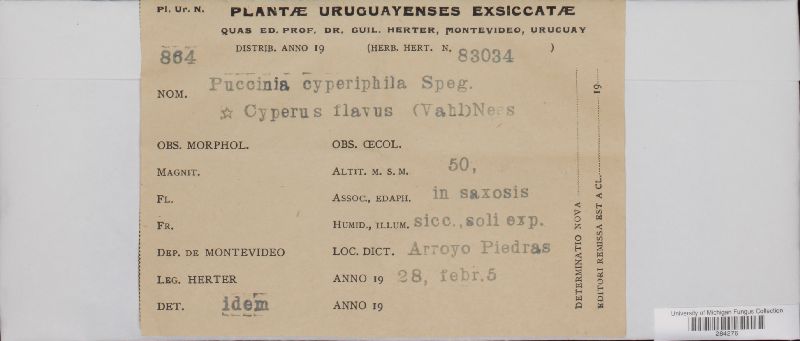 Pl. Ur. N. PLANTÆ URUGUAYENSES EXSICCATÆ
QUAS ED. PROF. DR. GUIL. HERTER, MONTEVIDEO, URUGUAY
864 DISTRIB. ANNO 19 (HERB. HERT. N. 83034 )
NOM. Puccinia cyperiphila Speg.
☆ Cyperus flavus (Vahl)Nees
OBS. MORPHOL. OBS. ŒCOL.
MAGNIT. ALTIT. M. S. M. 50,
FL. ASSOC., EDAPH. in saxosis
FR. HUMID., ILLUM. sicc.,soli exp.
DEP. DE MONTEVIDEO LOC. DICT. Arroyo Piedras
LEG. HERTER ANNO 19 28, febr.5
DET. idem ANNO 19
DETERMINATIO NOVA
EDITORI REMISSA EST A CL. 19
University of Michigan Fungus Collection
284276